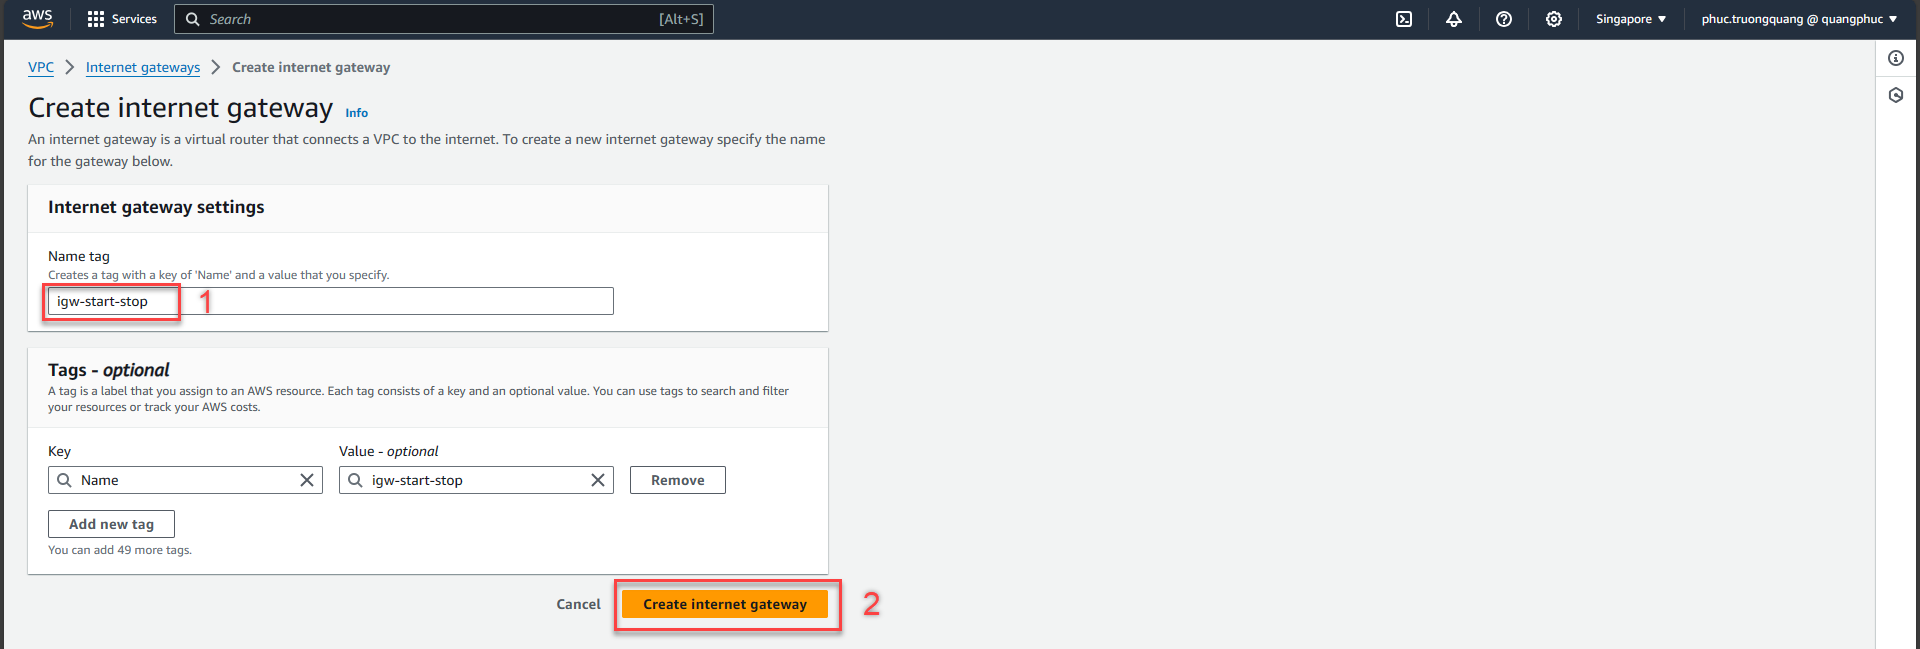 aws
Services
Search
[Alt+S]
Singapore
phuc.truongquang @ quangphuc
VPC
Internet gateways
Create internet gateway
Create internet gateway
Info
An internet gateway is a virtual router that connects a VPC to the internet. To create a new internet gateway specify the name
for the gateway below.
Internet gateway settings
Name tag
Creates a tag with a key of 'Name' and a value that you specify.
igw-start-stop
1
Tags - optional
A tag is a label that you assign to an AWS resource. Each tag consists of a key and an optional value. You can use tags to search and filter
your resources or track your AWS costs.
Key
Value - optional
Name
igw-start-stop
Remove
Add new tag
You can add 49 more tags.
Cancel
Create internet gateway
2